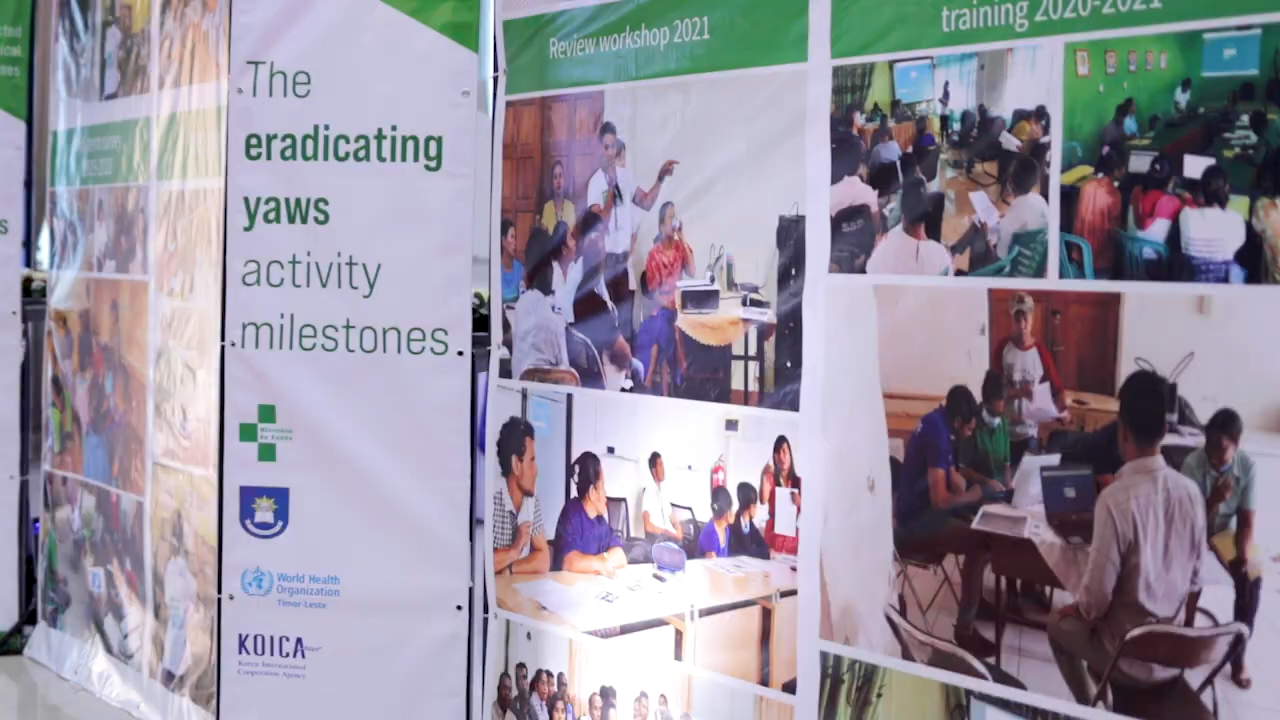 The
eradicating
yaws
activity
milestones
World Health
Organization
Timor-Leste
KOICA
Korea International
Cooperation Agency
Review workshop 2021
training 2020-2021